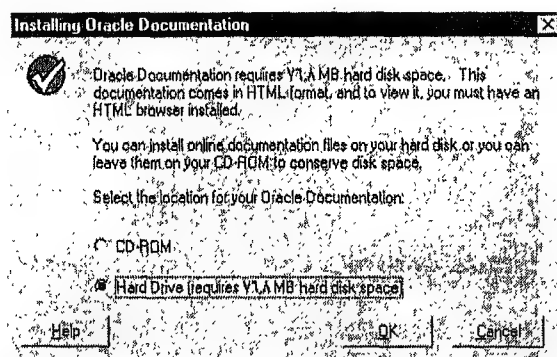 Installing Oracle Documentation
Oracle Documentation requires MB hard disk space. This
documentation comes in HTML format, and to view it, you must have an
HTML browser installed.
You can install online documentation files on your hard disk or you can
leave them on your CD-ROM to conserve disk space.
Select the location for your Oracle Documentation:
CD-ROM
Hard Drive (requires MB hard disk space)
Help
OK
Cancel